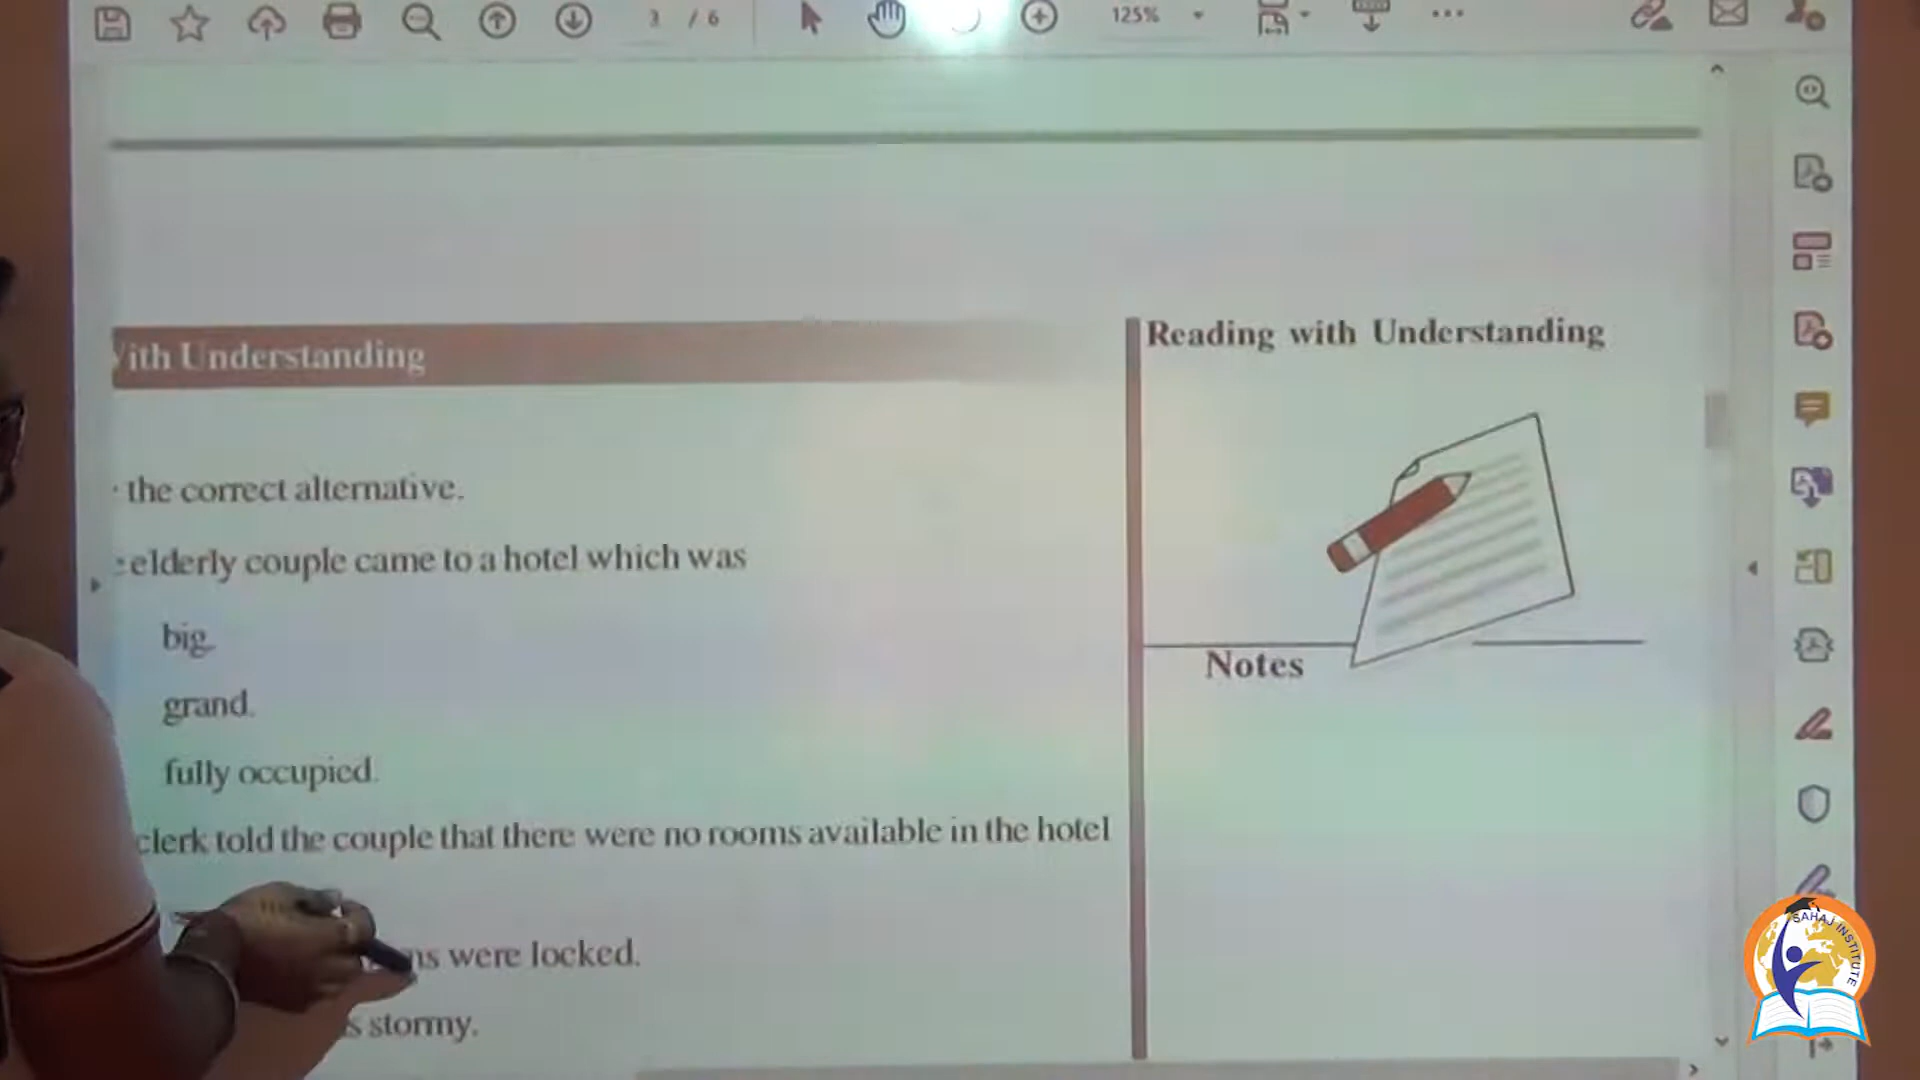 3 / 6
125%
ith Understanding
Reading with Understanding
the correct alternative.
elderly couple came to a hotel which was
big.
grand.
fully occupied.
Notes
clerk told the couple that there were no rooms available in the hotel
were locked.
stormy.
SAHAJ INSTITUTE